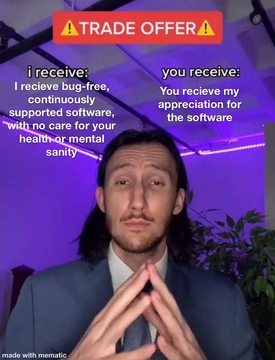 ⚠️TRADE OFFER⚠️
i receive:
I recieve bug-free,
continuously
supported software,
with no care for your
health or mental
sanity
you receive:
You recieve my
appreciation for
the software
made with mematic